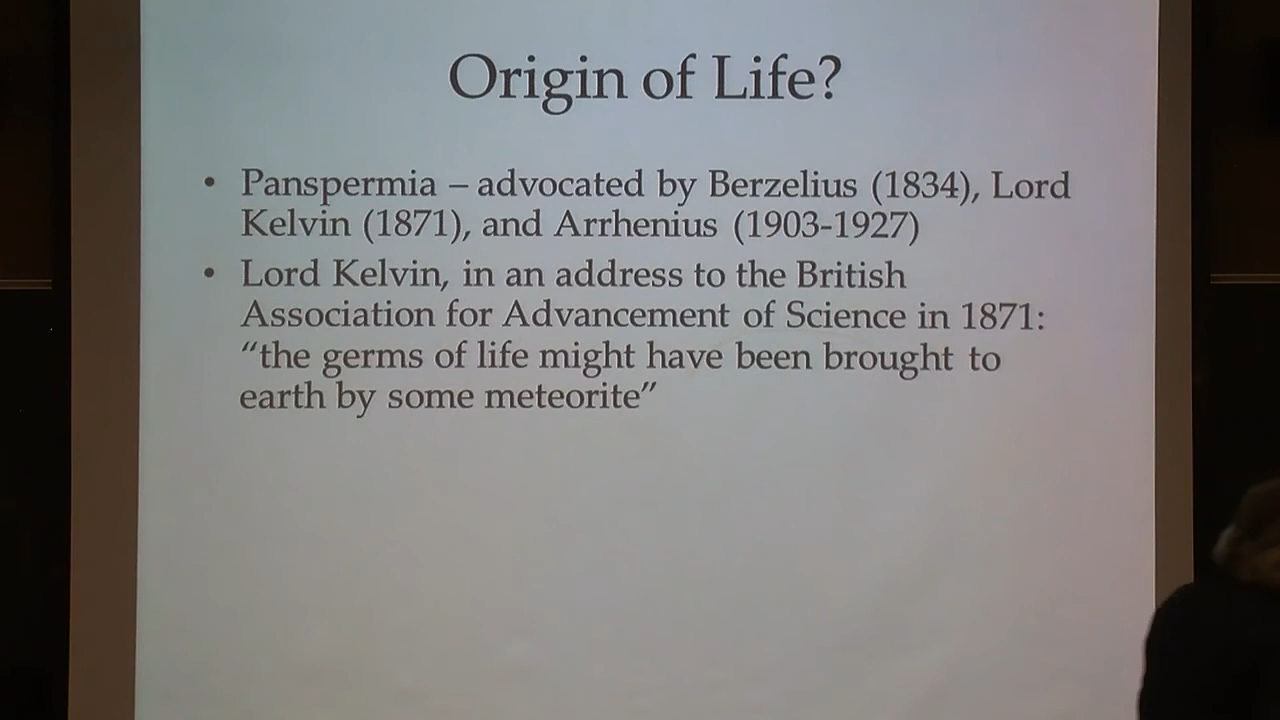 Origin of Life?
• Panspermia – advocated by Berzelius (1834), Lord
Kelvin (1871), and Arrhenius (1903-1927)
• Lord Kelvin, in an address to the British
Association for Advancement of Science in 1871:
“the germs of life might have been brought to
earth by some meteorite”